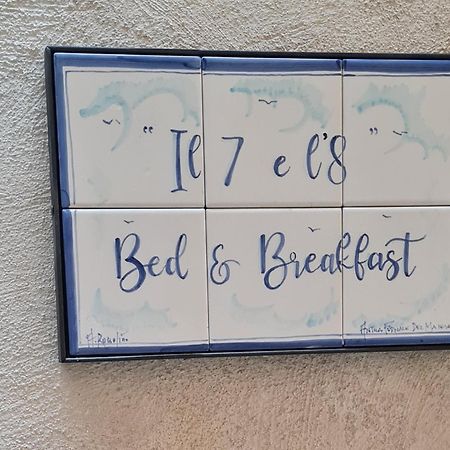 " Il 7 e l'8 "
Bed & Breakfast